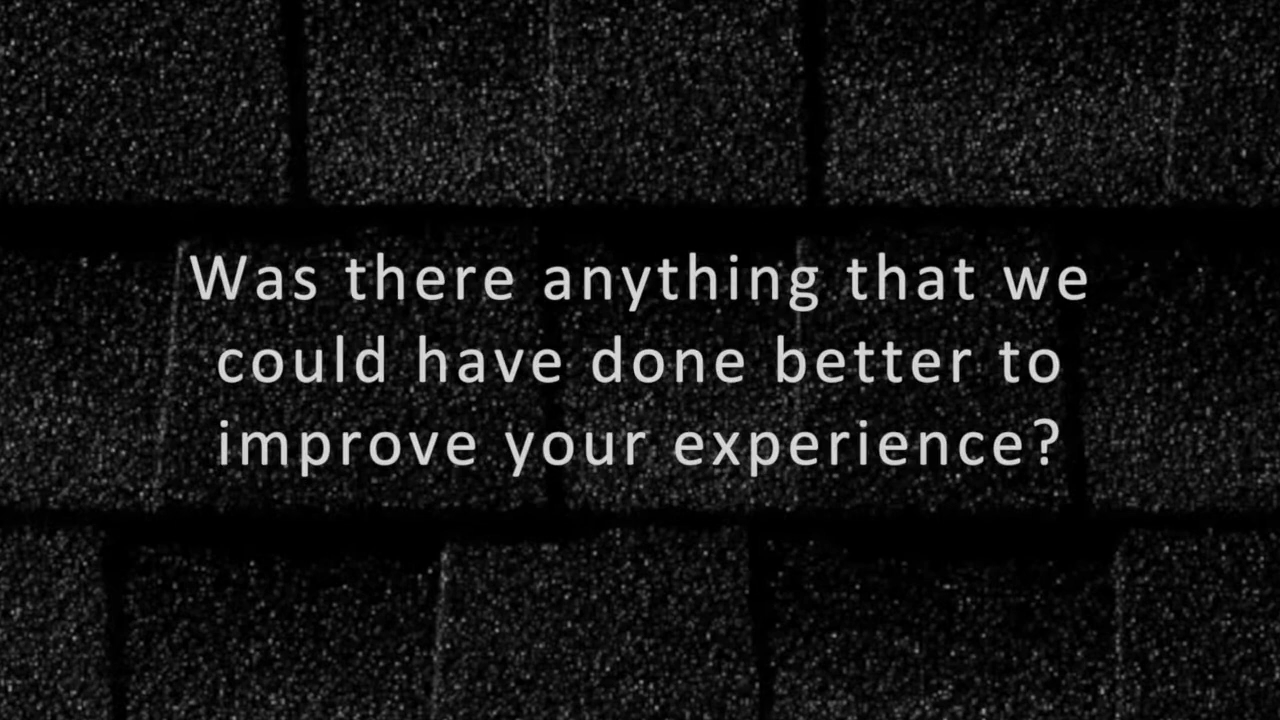 Was there anything that we
could have done better to
improve your experience?